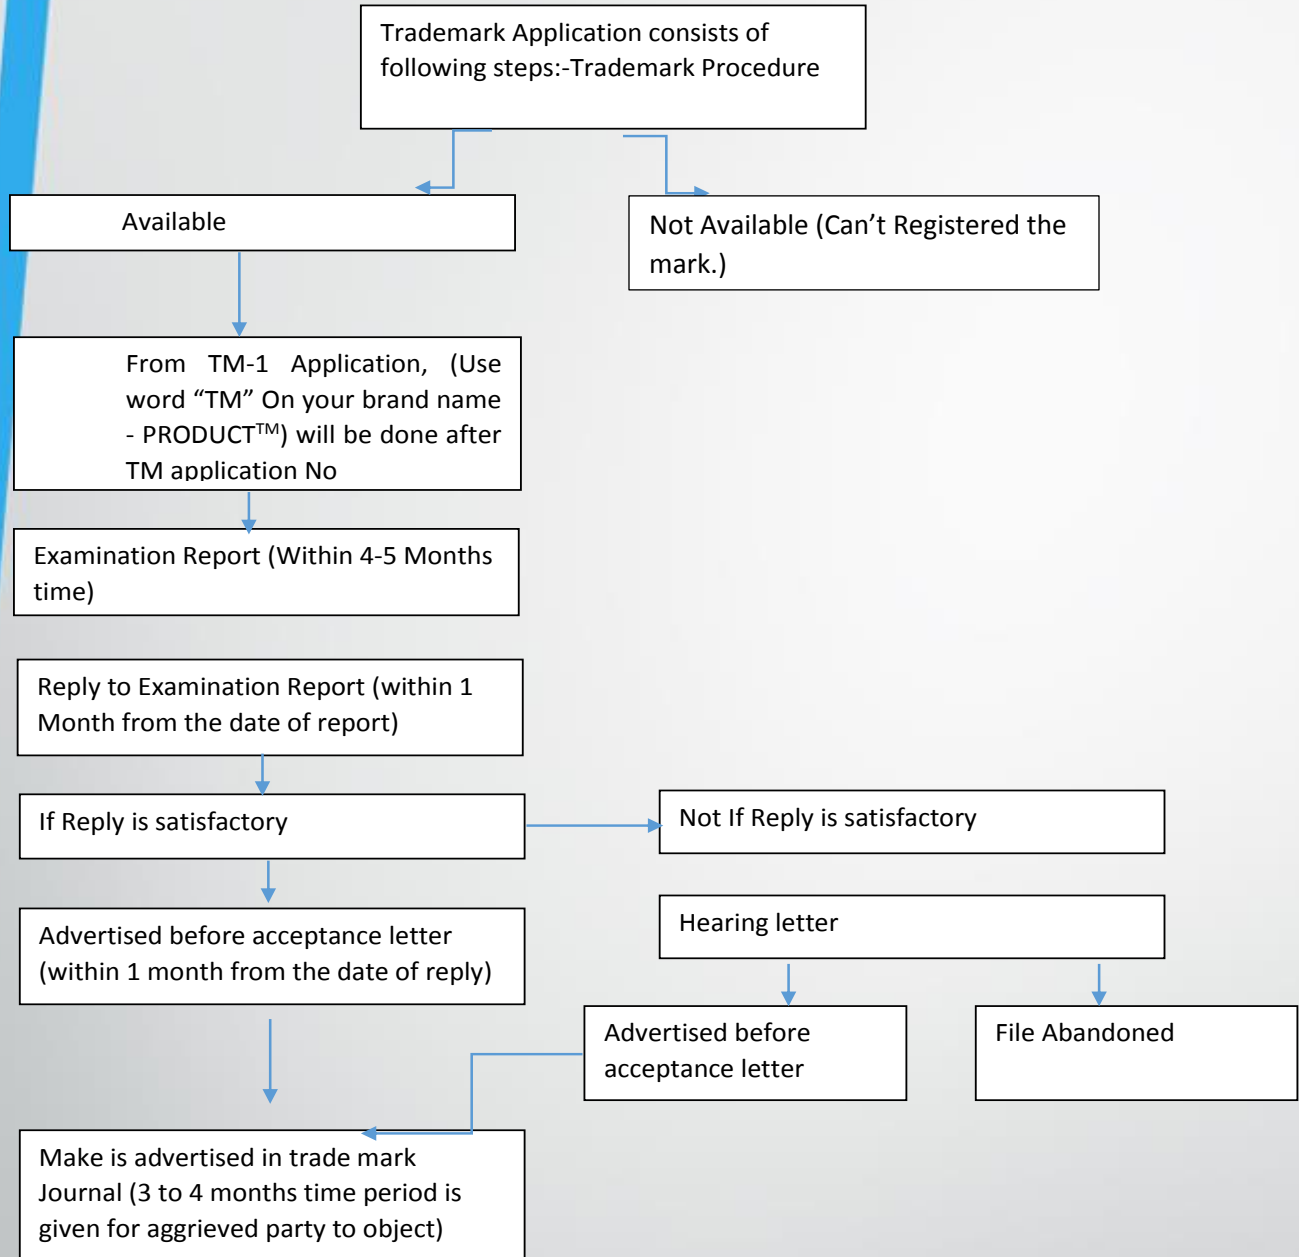 Trademark Application consists of
following steps:-Trademark Procedure
Available
Not Available (Can’t Registered the
mark.)
From TM-1 Application, (Use
word “TM” On your brand name
- PRODUCT™) will be done after
TM application No
Examination Report (Within 4-5 Months
time)
Reply to Examination Report (within 1
Month from the date of report)
If Reply is satisfactory
Not If Reply is satisfactory
Advertised before acceptance letter
(within 1 month from the date of reply)
Hearing letter
Advertised before
acceptance letter
File Abandoned
Make is advertised in trade mark
Journal (3 to 4 months time period is
given for aggrieved party to object)